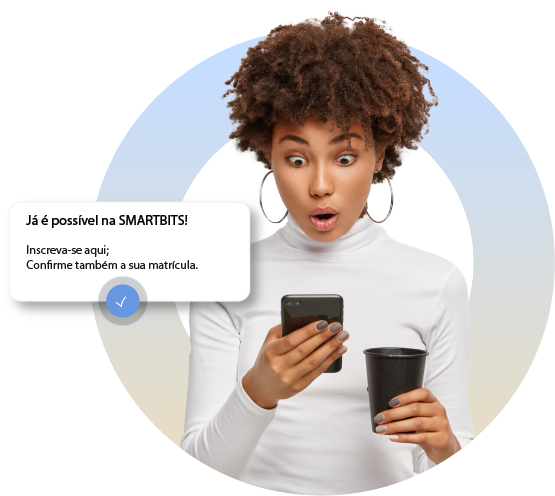 Já é possível na SMARTBITS!
Inscreva-se aqui;
Confirme também a sua matrícula.